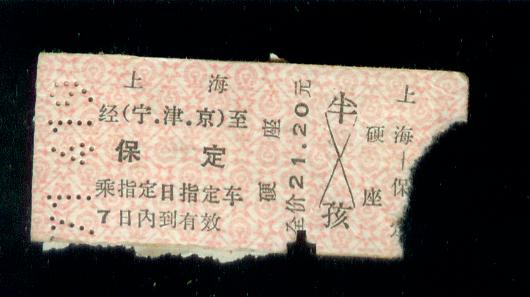 上海
经(宁.津.京)至
保定
乘指定日指定车
7日内到有效
硬座
全价21.20元
半
孩
硬座
上海—保